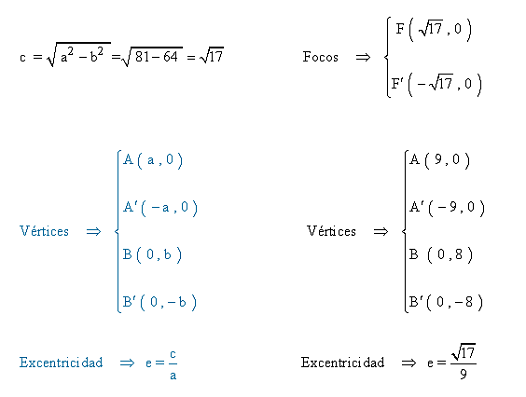 c = √(a² − b²) = √(81 − 64) = √17
Focos ⇒ { F ( √17 , 0 )
F' ( −√17 , 0 )
Vértices ⇒ { A ( a , 0 )
A' ( −a , 0 )
B ( 0 , b )
B' ( 0 , −b )
Vértices ⇒ { A ( 9 , 0 )
A' ( −9 , 0 )
B ( 0 , 8 )
B' ( 0 , −8 )
Excentricidad ⇒ e = c/a
Excentricidad ⇒ e = √17/9